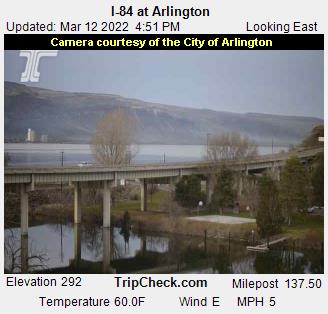 I-84 at Arlington
Updated: Mar 12 2022 4:51 PM Looking East
Camera courtesy of the City of Arlington
Elevation 292 TripCheck.com Milepost 137.50
Temperature 60.0F Wind E MPH 5